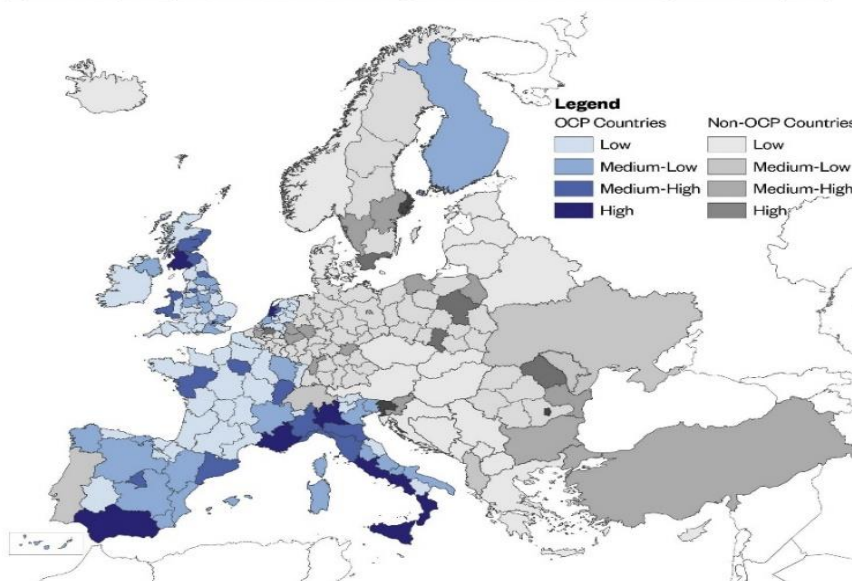 Legend
OCP Countries Non-OCP Countries
Low Low
Medium-Low Medium-Low
Medium-High Medium-High
High High